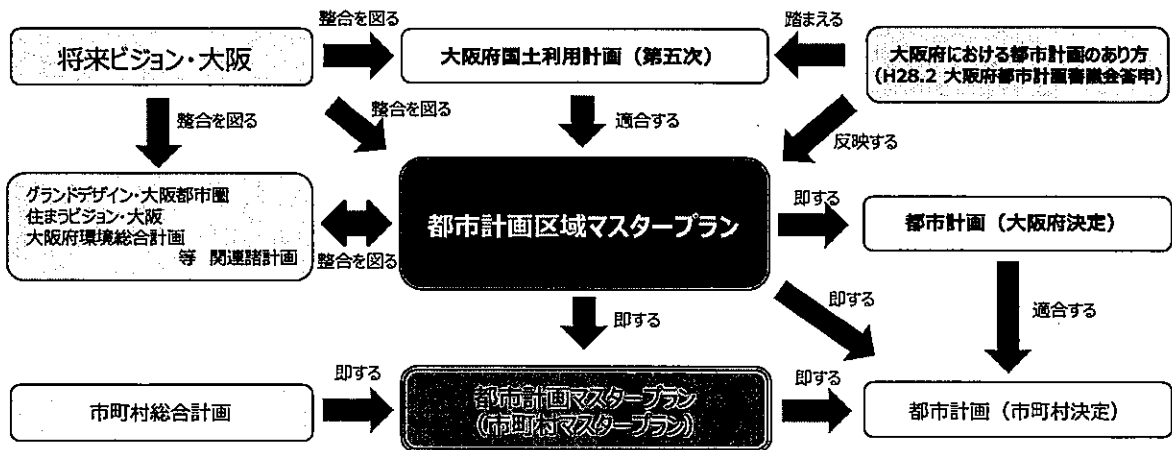 整合を図る
踏まえる
将来ビジョン・大阪
大阪府国土利用計画(第五次)
大阪府における都市計画のあり方
(H28.2 大阪府都市計画審議会答申)
整合を図る
整合を図る
適合する
反映する
グランドデザイン・大阪都市圏
住まうビジョン・大阪
大阪府環境総合計画
等 関連諸計画
整合を図る
都市計画区域マスタープラン
即する
都市計画(大阪府決定)
即する
即する
適合する
市町村総合計画
即する
都市計画マスタープラン
(市町村マスタープラン)
即する
都市計画(市町村決定)